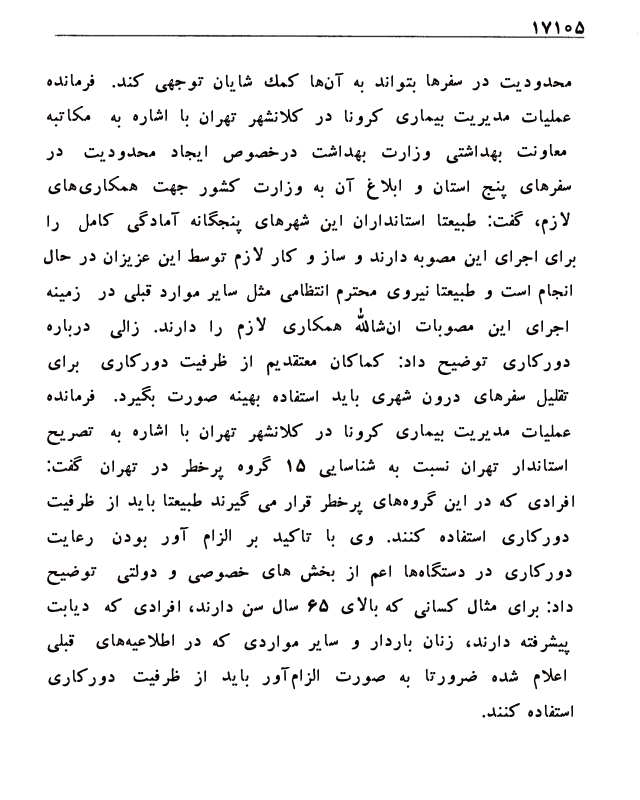 ۱۷۱۰۵
محدودیت در سفرها بتواند به آن‌ها کمك شایان توجهی کند. فرمانده
عملیات مدیریت بیماری کرونا در کلانشهر تهران با اشاره به مکاتبه
معاونت بهداشتی وزارت بهداشت درخصوص ایجاد محدودیت در
سفرهای پنج استان و ابلاغ آن به وزارت کشور جهت همکاری‌های
لازم، گفت: طبیعتا استانداران این شهرهای پنجگانه آمادگی کامل را
برای اجرای این مصوبه دارند و ساز و کار لازم توسط این عزیزان در حال
انجام است و طبیعتا نیروی محترم انتظامی مثل سایر موارد قبلی در زمینه
اجرای این مصوبات ان‌شالله همکاری لازم را دارند. زالی درباره
دورکاری توضیح داد: کماکان معتقدیم از ظرفیت دورکاری برای
تقلیل سفرهای درون شهری باید استفاده بهینه صورت بگیرد. فرمانده
عملیات مدیریت بیماری کرونا در کلانشهر تهران با اشاره به تصریح
استاندار تهران نسبت به شناسایی ۱۵ گروه پرخطر در تهران گفت:
افرادی که در این گروه‌های پرخطر قرار می گیرند طبیعتا باید از ظرفیت
دورکاری استفاده کنند. وی با تاکید بر الزام آور بودن رعایت
دورکاری در دستگاه‌ها اعم از بخش های خصوصی و دولتی توضیح
داد: برای مثال کسانی که بالای ۶۵ سال سن دارند، افرادی که دیابت
پیشرفته دارند، زنان باردار و سایر مواردی که در اطلاعیه‌های قبلی
اعلام شده ضرورتا به صورت الزام‌آور باید از ظرفیت دورکاری
استفاده کنند.